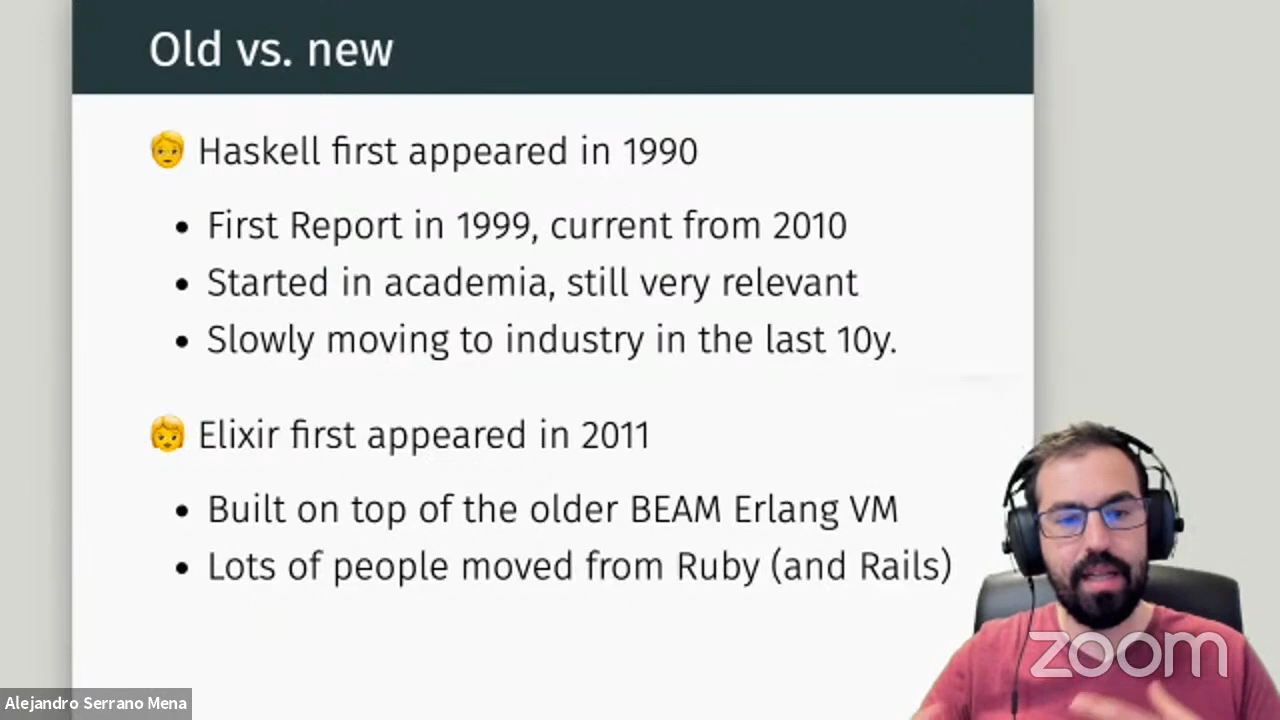 Old vs. new
Haskell first appeared in 1990
• First Report in 1999, current from 2010
• Started in academia, still very relevant
• Slowly moving to industry in the last 10y.
Elixir first appeared in 2011
• Built on top of the older BEAM Erlang VM
• Lots of people moved from Ruby (and Rails)
zoom
Alejandro Serrano Mena